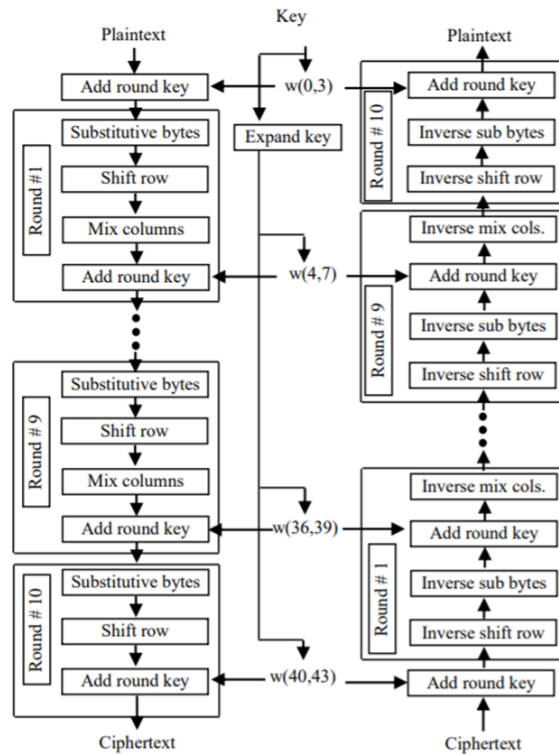 Key
Plaintext
Add round key
Round #1
Substitutive bytes
Shift row
Mix columns
Add round key
Round # 9
Substitutive bytes
Shift row
Mix columns
Add round key
Round # 10
Substitutive bytes
Shift row
Add round key
Ciphertext
w(0,3)
Expand key
w(4,7)
w(36,39)
w(40,43)
Plaintext
Round # 10
Add round key
Inverse sub bytes
Inverse shift row
Round # 9
Inverse mix cols.
Add round key
Inverse sub bytes
Inverse shift row
Round # 1
Inverse mix cols.
Add round key
Inverse sub bytes
Inverse shift row
Add round key
Ciphertext